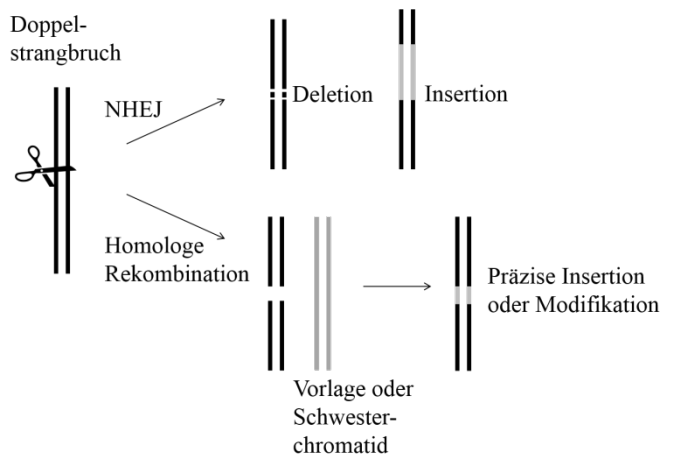 Doppel-
strangbruch
NHEJ
Deletion
Insertion
Homologe
Rekombination
Präzise Insertion
oder Modifikation
Vorlage oder
Schwester-
chromatid